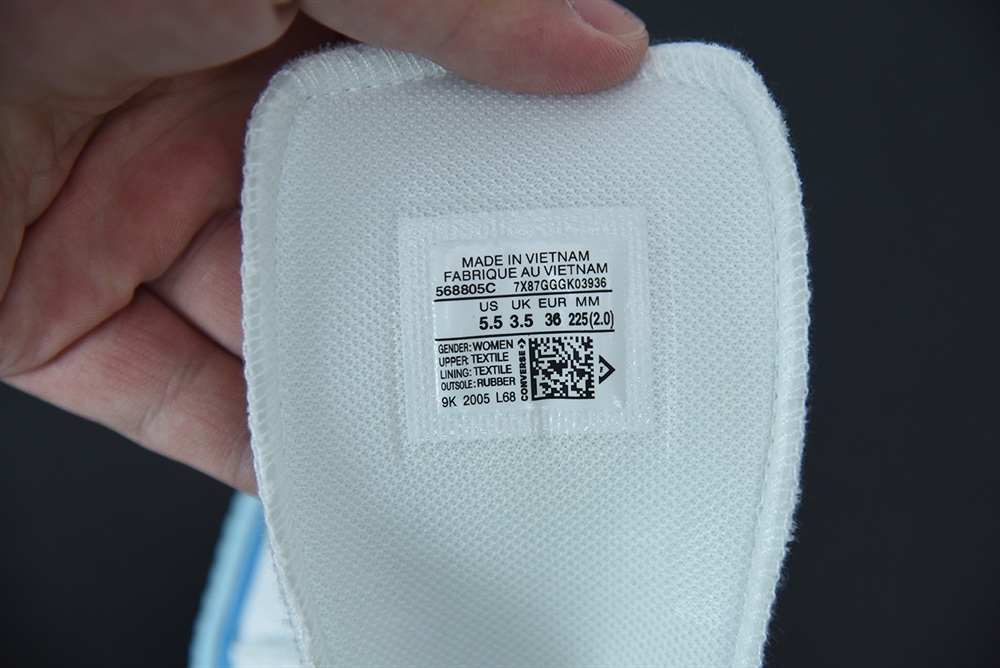 MADE IN VIETNAM
FABRIQUE AU VIETNAM
568805C 7X87GGGK03936
US UK EUR MM
5.5 3.5 36 225(2.0)
GENDER: WOMEN
UPPER: TEXTILE
LINING: TEXTILE
OUTSOLE: RUBBER
9K 2005 L68
CONVERSE